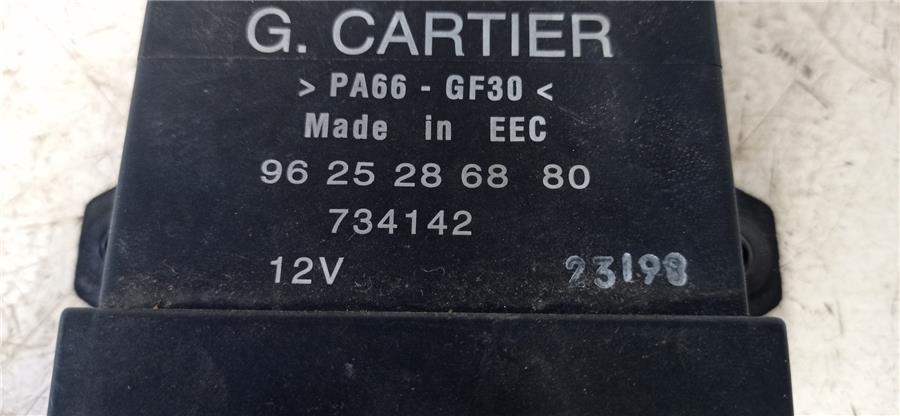 G. CARTIER
> PA66 - GF30 <
Made in EEC
96 25 28 68 80
734142
12V 23198